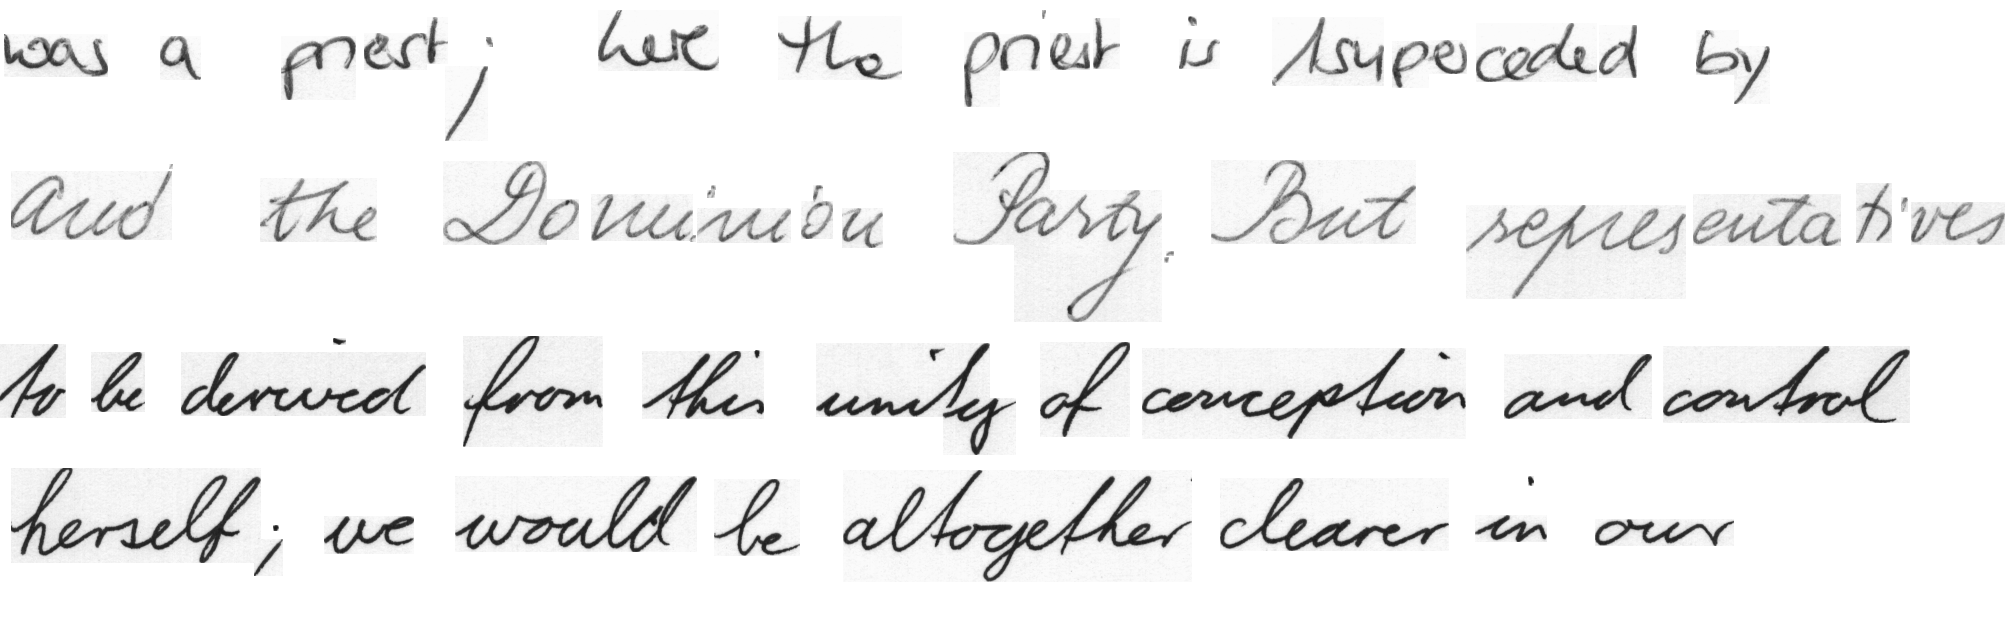 was a priest; here the priest is superceded by
and the Dominion Party. But representatives
to be derived from this unity of conception and control
herself; we would be altogether clearer in our